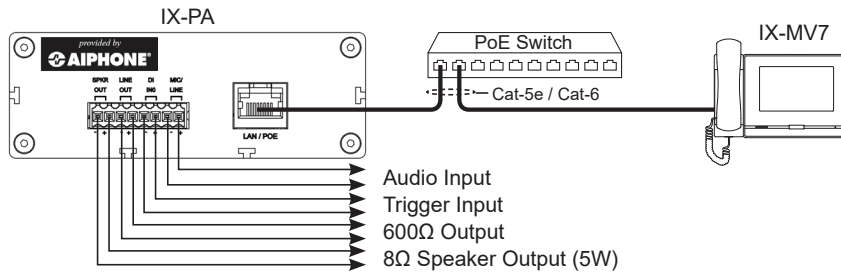 IX-PA
provided by
AIPHONE®
SPKR LINE DI MIC/
OUT OUT IN0 LINE
- + - + - + - +
LAN / POE
PoE Switch
Cat-5e / Cat-6
IX-MV7
Audio Input
Trigger Input
600Ω Output
8Ω Speaker Output (5W)